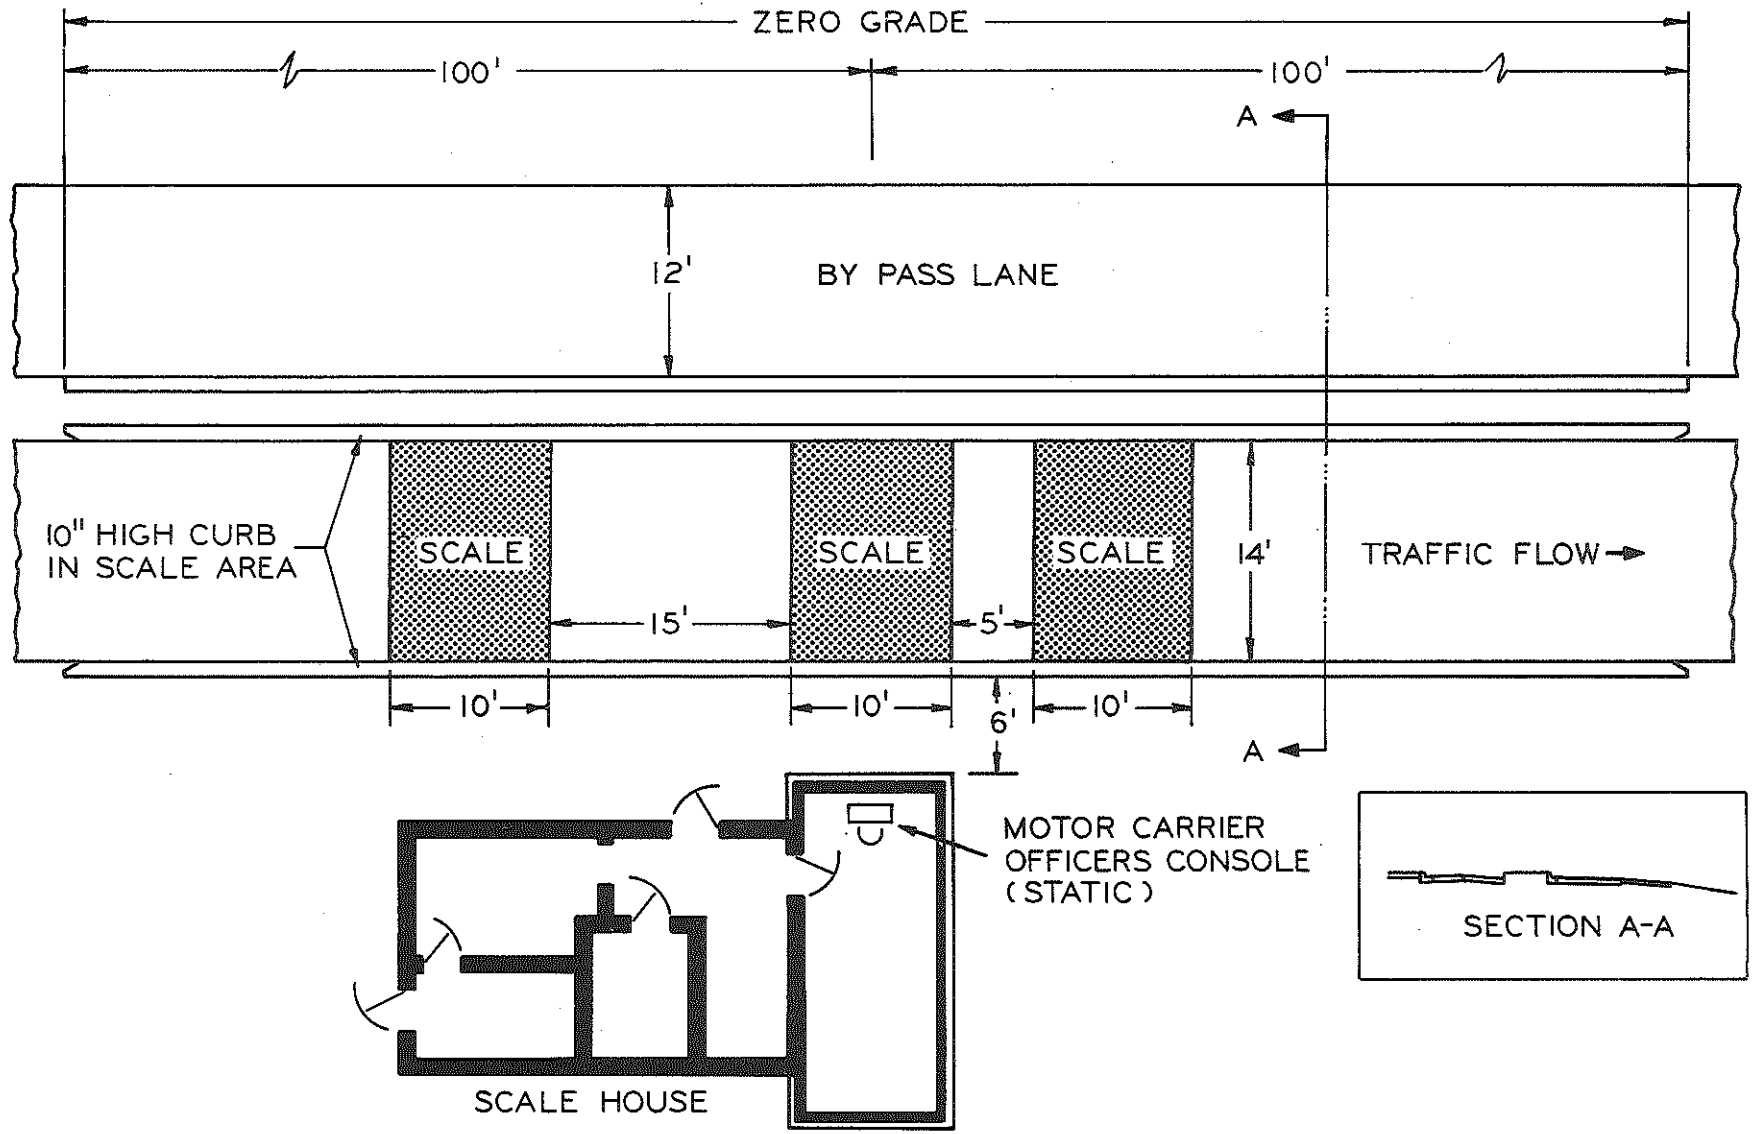 ZERO GRADE
100'
100'
A
12'
BY PASS LANE
10" HIGH CURB
IN SCALE AREA
SCALE
SCALE
SCALE
14'
TRAFFIC FLOW
15'
5'
10'
10'
10'
6'
A
MOTOR CARRIER
OFFICERS CONSOLE
(STATIC)
SECTION A-A
SCALE HOUSE